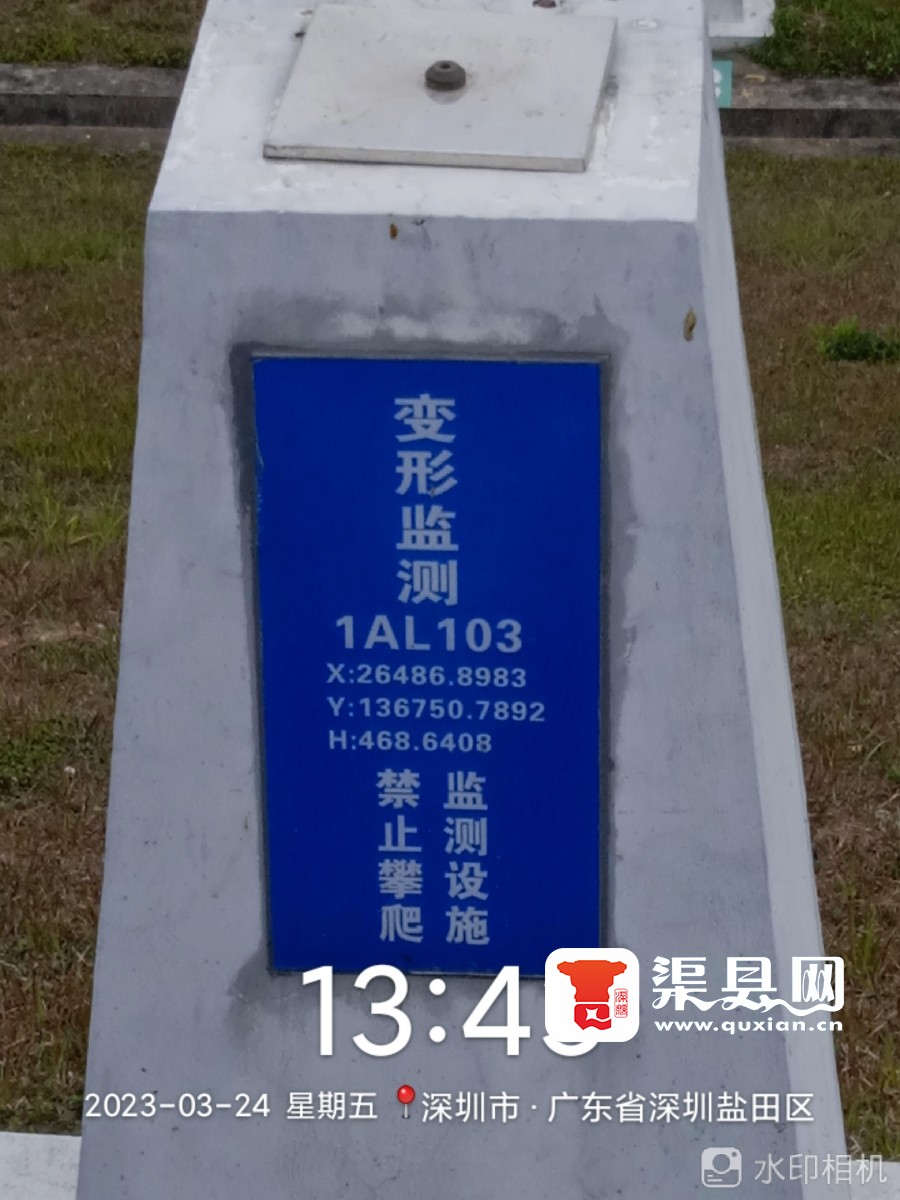 变形监测
1AL103
X:26486.8983
Y:136750.7892
H:468.6408
监测设施
禁止攀爬
13:4
渠县网
www.quxian.cn
2023-03-24 星期五 深圳市·广东省深圳盐田区
水印相机